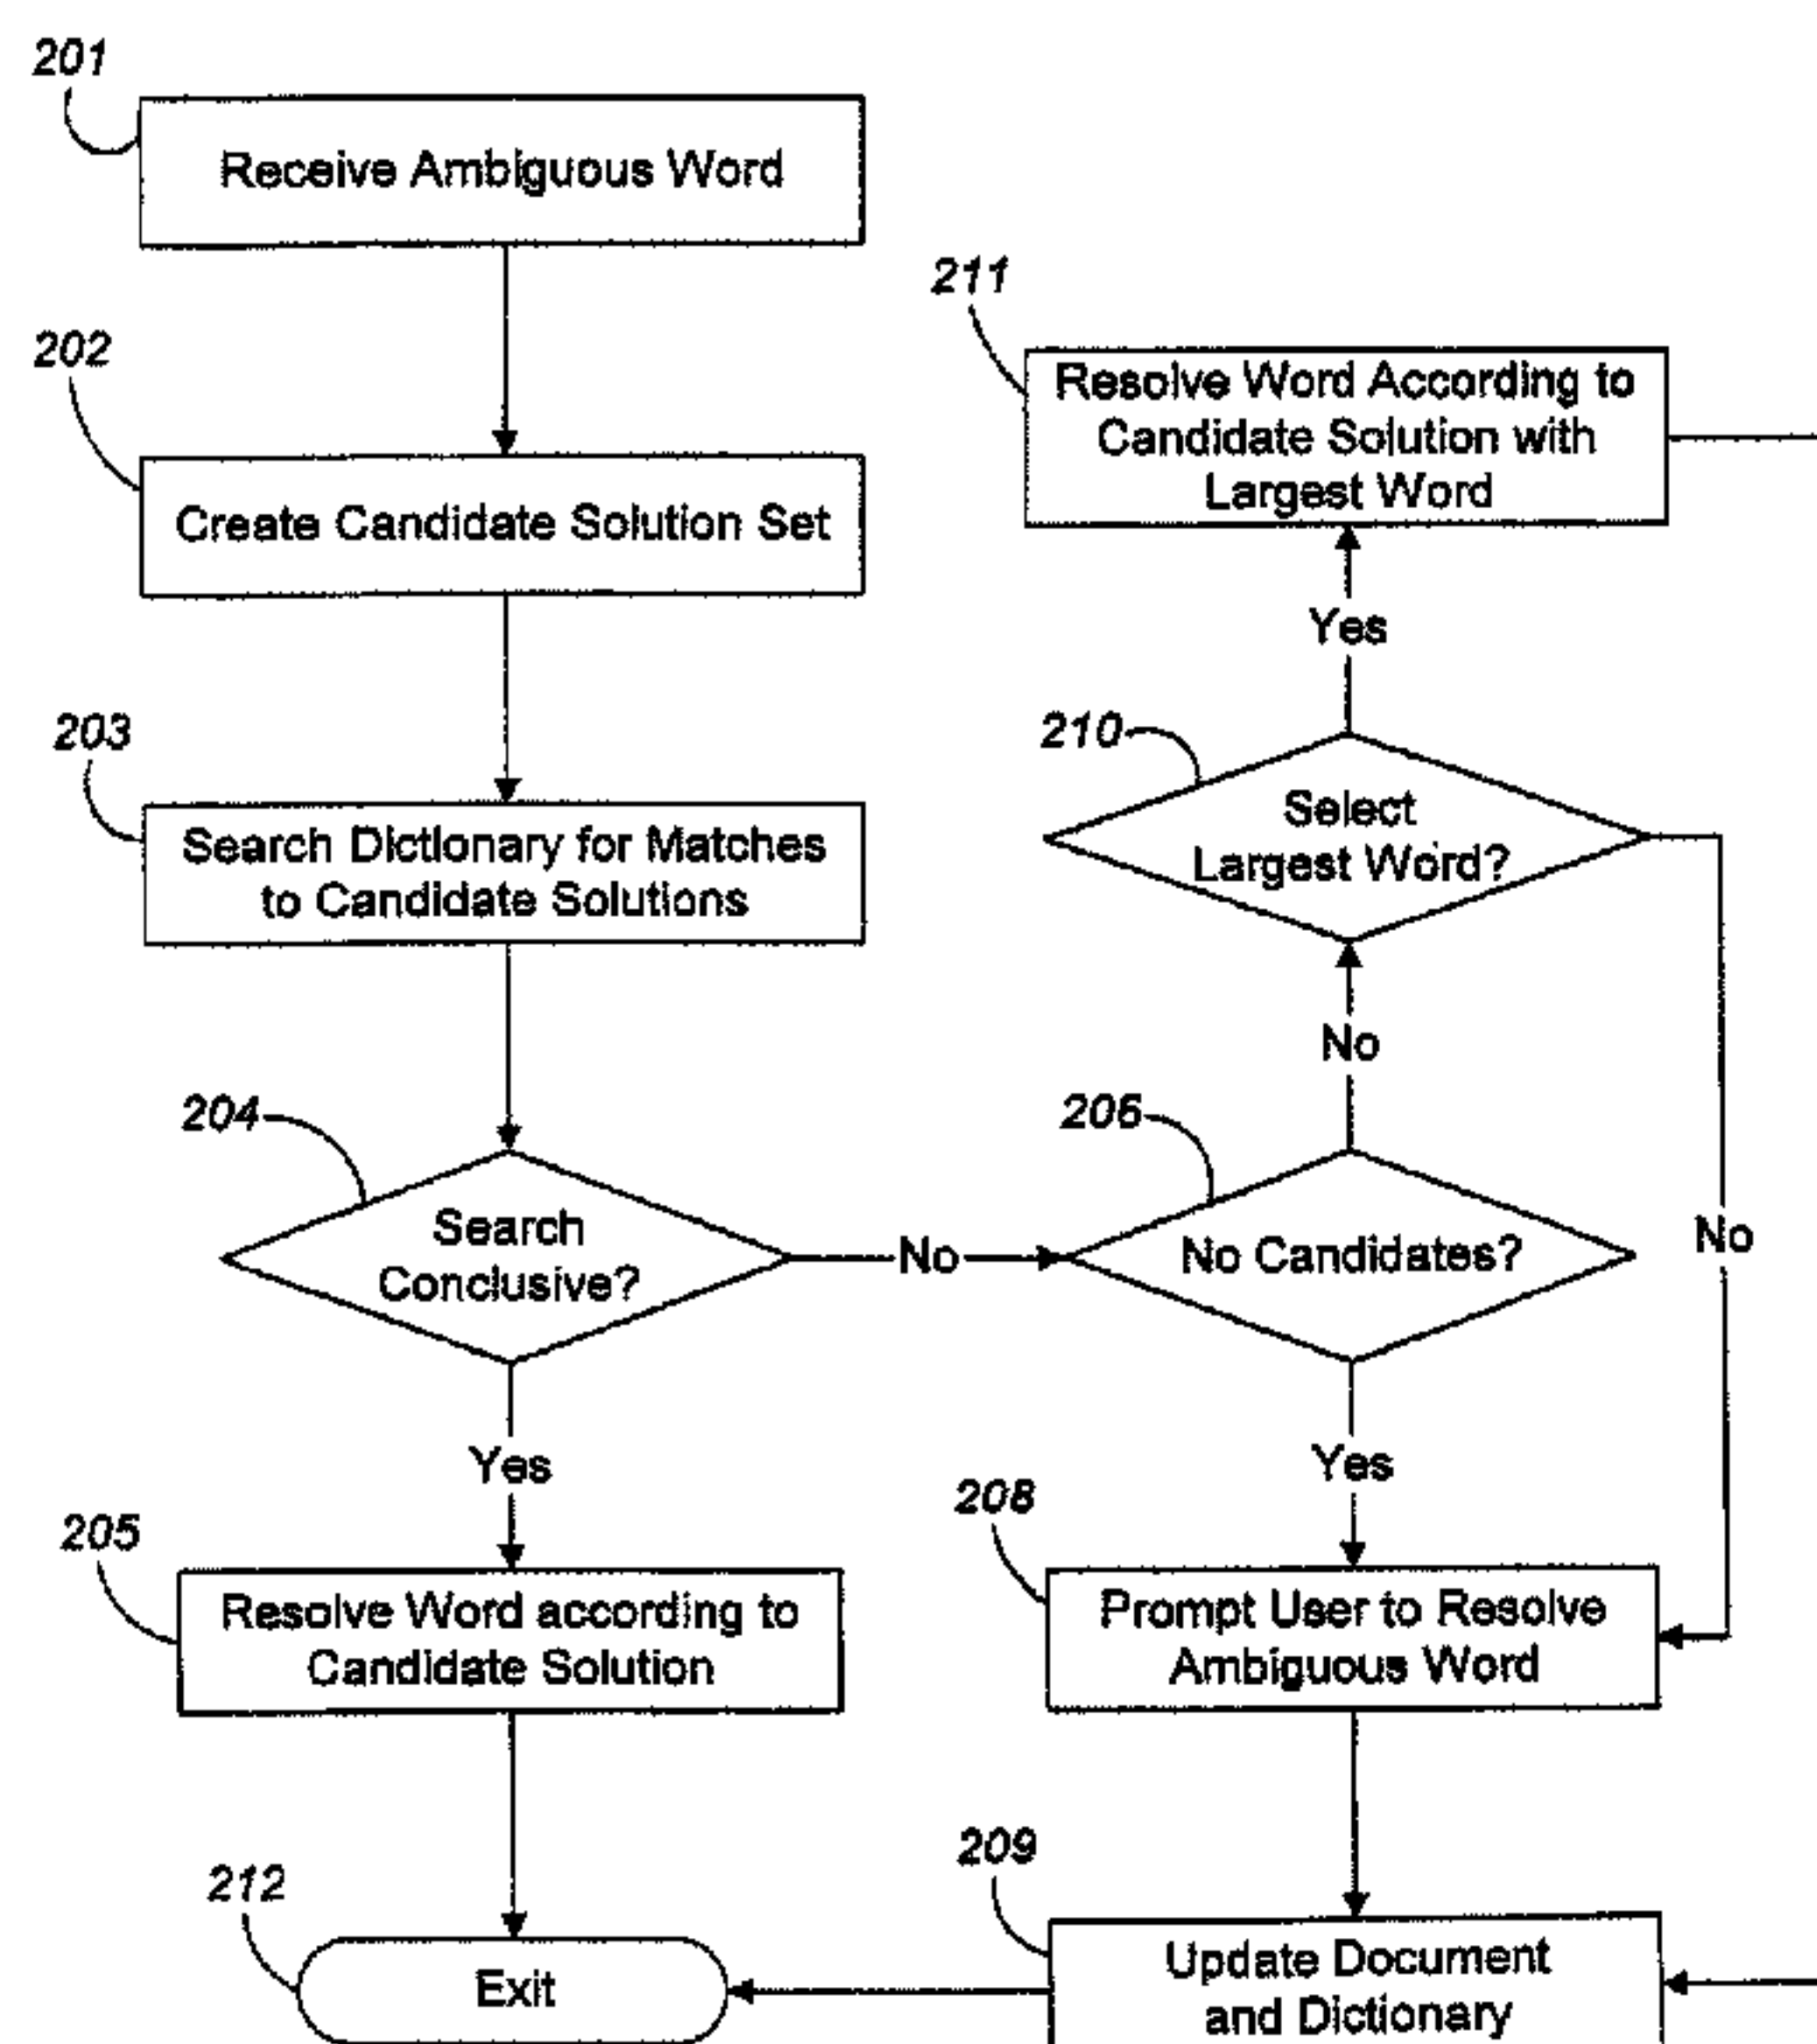 201
Receive Ambiguous Word
202
Create Candidate Solution Set
203
Search Dictionary for Matches
to Candidate Solutions
204
Search
Conclusive?
No
Yes
205
Resolve Word according to
Candidate Solution
212
Exit
211
Resolve Word According to
Candidate Solution with
Largest Word
Yes
210
Select
Largest Word?
No
No
206
No Candidates?
Yes
208
Prompt User to Resolve
Ambiguous Word
209
Update Document
and Dictionary